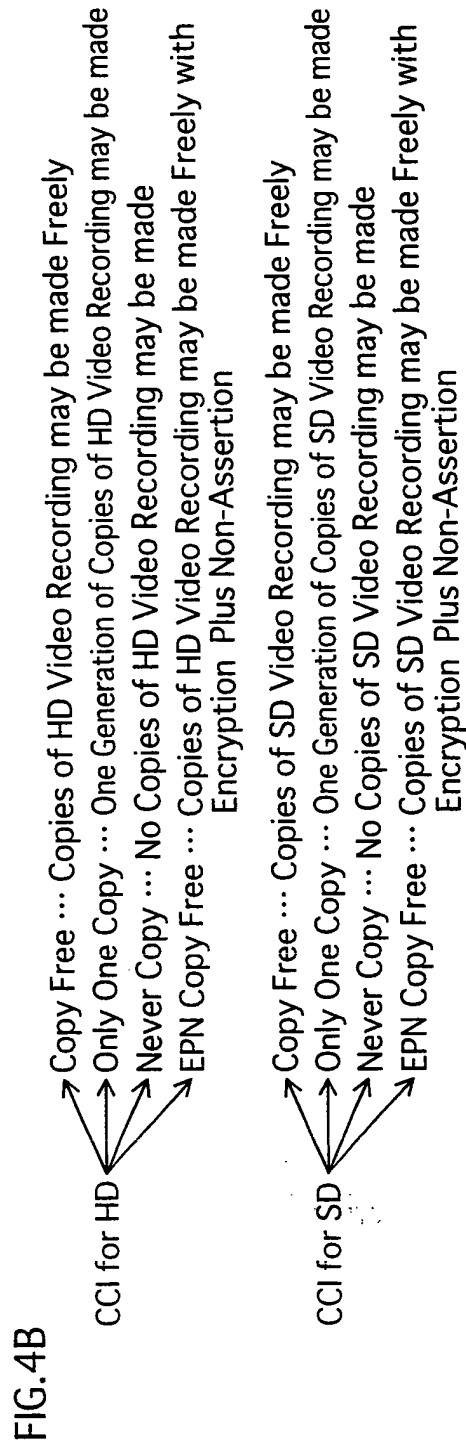 FIG.4B
CCI for HD
Copy Free ··· Copies of HD Video Recording may be made Freely
Only One Copy ··· One Generation of Copies of HD Video Recording may be made
Never Copy ··· No Copies of HD Video Recording may be made
EPN Copy Free ··· Copies of HD Video Recording may be made Freely with
Encryption Plus Non-Assertion
CCI for SD
Copy Free ··· Copies of SD Video Recording may be made Freely
Only One Copy ··· One Generation of Copies of SD Video Recording may be made
Never Copy ··· No Copies of SD Video Recording may be made
EPN Copy Free ··· Copies of SD Video Recording may be made Freely with
Encryption Plus Non-Assertion